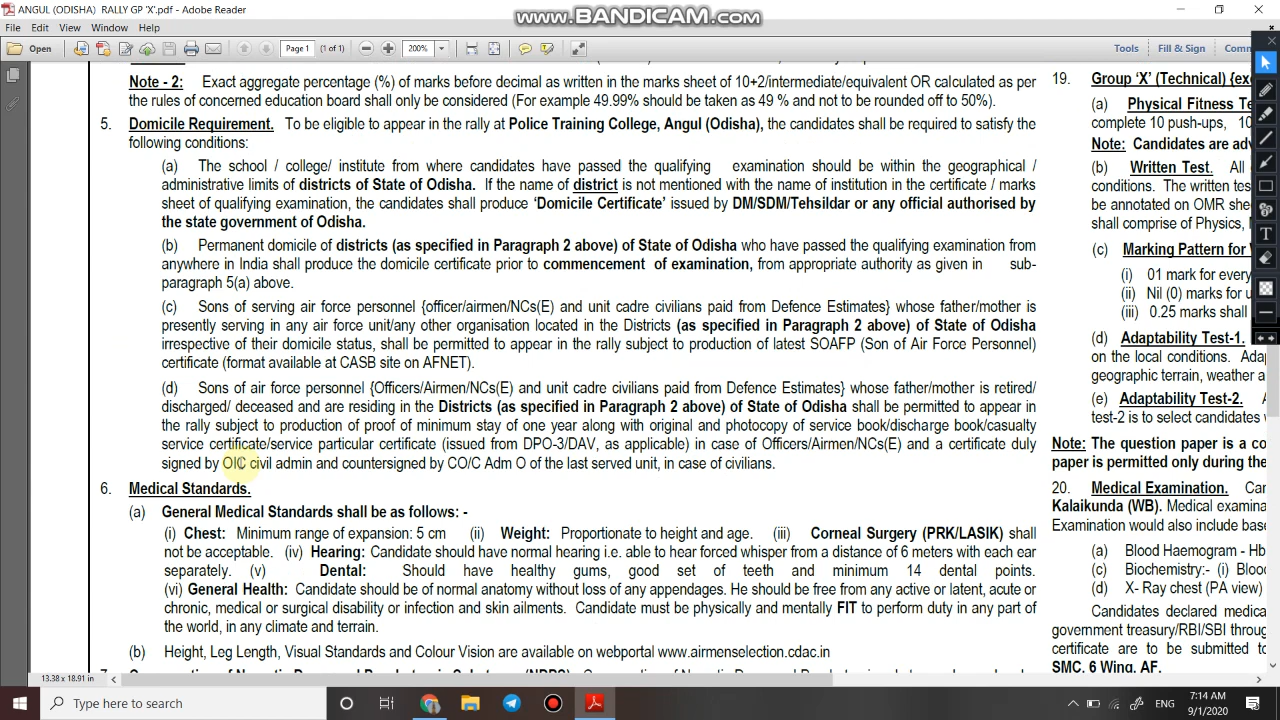 ANGUL (ODISHA)  RALLY GP 'X'.pdf - Adobe Reader
www.BANDICAM.com
File Edit View Window Help
Open Page 1 (1 of 1) 200% Tools Fill & Sign Comm
Note - 2: Exact aggregate percentage (%) of marks before decimal as written in the marks sheet of 10+2/intermediate/equivalent OR calculated as per
the rules of concerned education board shall only be considered (For example 49.99% should be taken as 49 % and not to be rounded off to 50%).
5. Domicile Requirement. To be eligible to appear in the rally at Police Training College, Angul (Odisha), the candidates shall be required to satisfy the
following conditions:
(a) The school / college/ institute from where candidates have passed the qualifying examination should be within the geographical /
administrative limits of districts of State of Odisha. If the name of district is not mentioned with the name of institution in the certificate / marks
sheet of qualifying examination, the candidates shall produce 'Domicile Certificate' issued by DM/SDM/Tehsildar or any official authorised by
the state government of Odisha.
(b) Permanent domicile of districts (as specified in Paragraph 2 above) of State of Odisha who have passed the qualifying examination from
anywhere in India shall produce the domicile certificate prior to commencement of examination, from appropriate authority as given in sub-
paragraph 5(a) above.
(c) Sons of serving air force personnel {officer/airmen/NCs(E) and unit cadre civilians paid from Defence Estimates} whose father/mother is
presently serving in any air force unit/any other organisation located in the Districts (as specified in Paragraph 2 above) of State of Odisha
irrespective of their domicile status, shall be permitted to appear in the rally subject to production of latest SOAFP (Son of Air Force Personnel)
certificate (format available at CASB site on AFNET).
(d) Sons of air force personnel {Officers/Airmen/NCs(E) and unit cadre civilians paid from Defence Estimates} whose father/mother is retired/
discharged/ deceased and are residing in the Districts (as specified in Paragraph 2 above) of State of Odisha shall be permitted to appear in
the rally subject to production of proof of minimum stay of one year along with original and photocopy of service book/discharge book/casualty
service certificate/service particular certificate (issued from DPO-3/DAV, as applicable) in case of Officers/Airmen/NCs(E) and a certificate duly
signed by OIC civil admin and countersigned by CO/C Adm O of the last served unit, in case of civilians.
6. Medical Standards.
(a) General Medical Standards shall be as follows: -
(i) Chest: Minimum range of expansion: 5 cm (ii) Weight: Proportionate to height and age. (iii) Corneal Surgery (PRK/LASIK) shall
not be acceptable. (iv) Hearing: Candidate should have normal hearing i.e. able to hear forced whisper from a distance of 6 meters with each ear
separately. (v) Dental: Should have healthy gums, good set of teeth and minimum 14 dental points.
(vi) General Health: Candidate should be of normal anatomy without loss of any appendages. He should be free from any active or latent, acute or
chronic, medical or surgical disability or infection and skin ailments. Candidate must be physically and mentally FIT to perform duty in any part of
the world, in any climate and terrain.
(b) Height, Leg Length, Visual Standards and Colour Vision are available on webportal www.airmenselection.cdac.in
19. Group 'X' (Technical) {exc
(a) Physical Fitness Te
complete 10 push-ups, 10
Note: Candidates are adv
(b) Written Test. All
conditions. The written tes
be annotated on OMR she
shall comprise of Physics,
(c) Marking Pattern for W
(i) 01 mark for every
(ii) Nil (0) marks for u
(iii) 0.25 marks shall
(d) Adaptability Test-1.
on the local conditions. Ada
geographic terrain, weather a
(e) Adaptability Test-2.
test-2 is to select candidates
Note: The question paper is a co
paper is permitted only during the
20. Medical Examination. Can
Kalaikunda (WB). Medical examina
Examination would also include base
(a) Blood Haemogram - Hb
(c) Biochemistry:- (i) Bloo
(d) X- Ray chest (PA view)
Candidates declared medica
government treasury/RBI/SBI throug
certificate are to be submitted to
SMC, 6 Wing, AF.
13.38 x 18.91 in
Type here to search
ENG
7:14 AM
9/1/2020